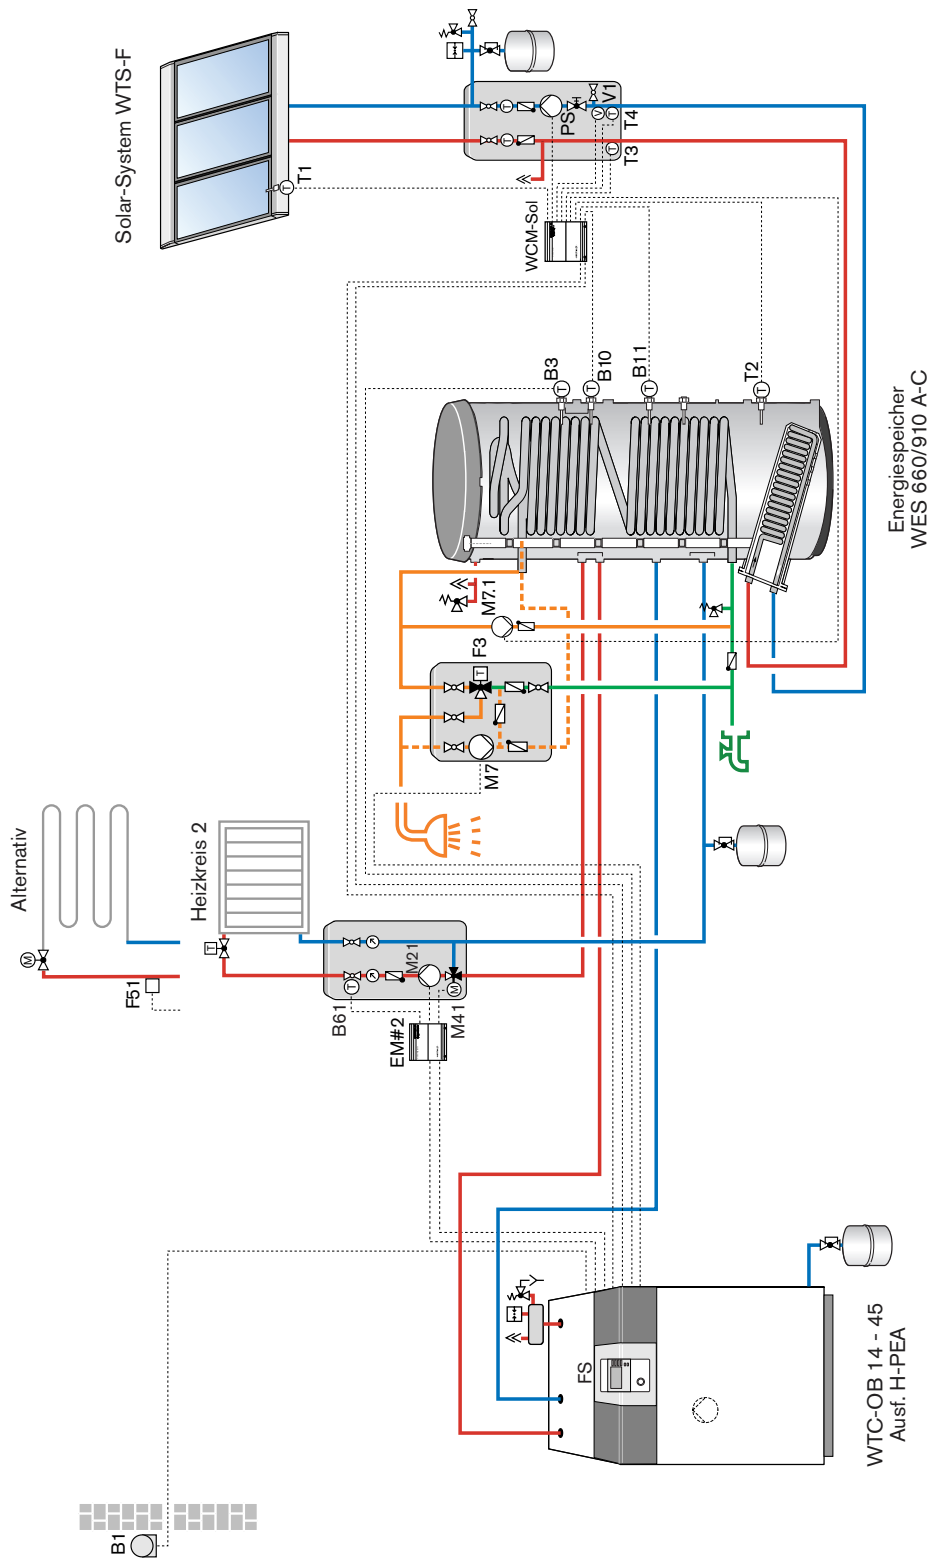 Solar-System WTS-F
T1
PS
V1
T4
T3
WCM-Sol
B3
B10
B11
T2
Energiespeicher
WES 660/910 A-C
M7.1
F3
M7
Alternativ
F51
Heizkreis 2
B61
M21
EM#2
M41
FS
WTC-OB 14 - 45
Ausf. H-PEA
B1
T
T
T
V
T
T
T
T
T
T
T
M
T
T
M